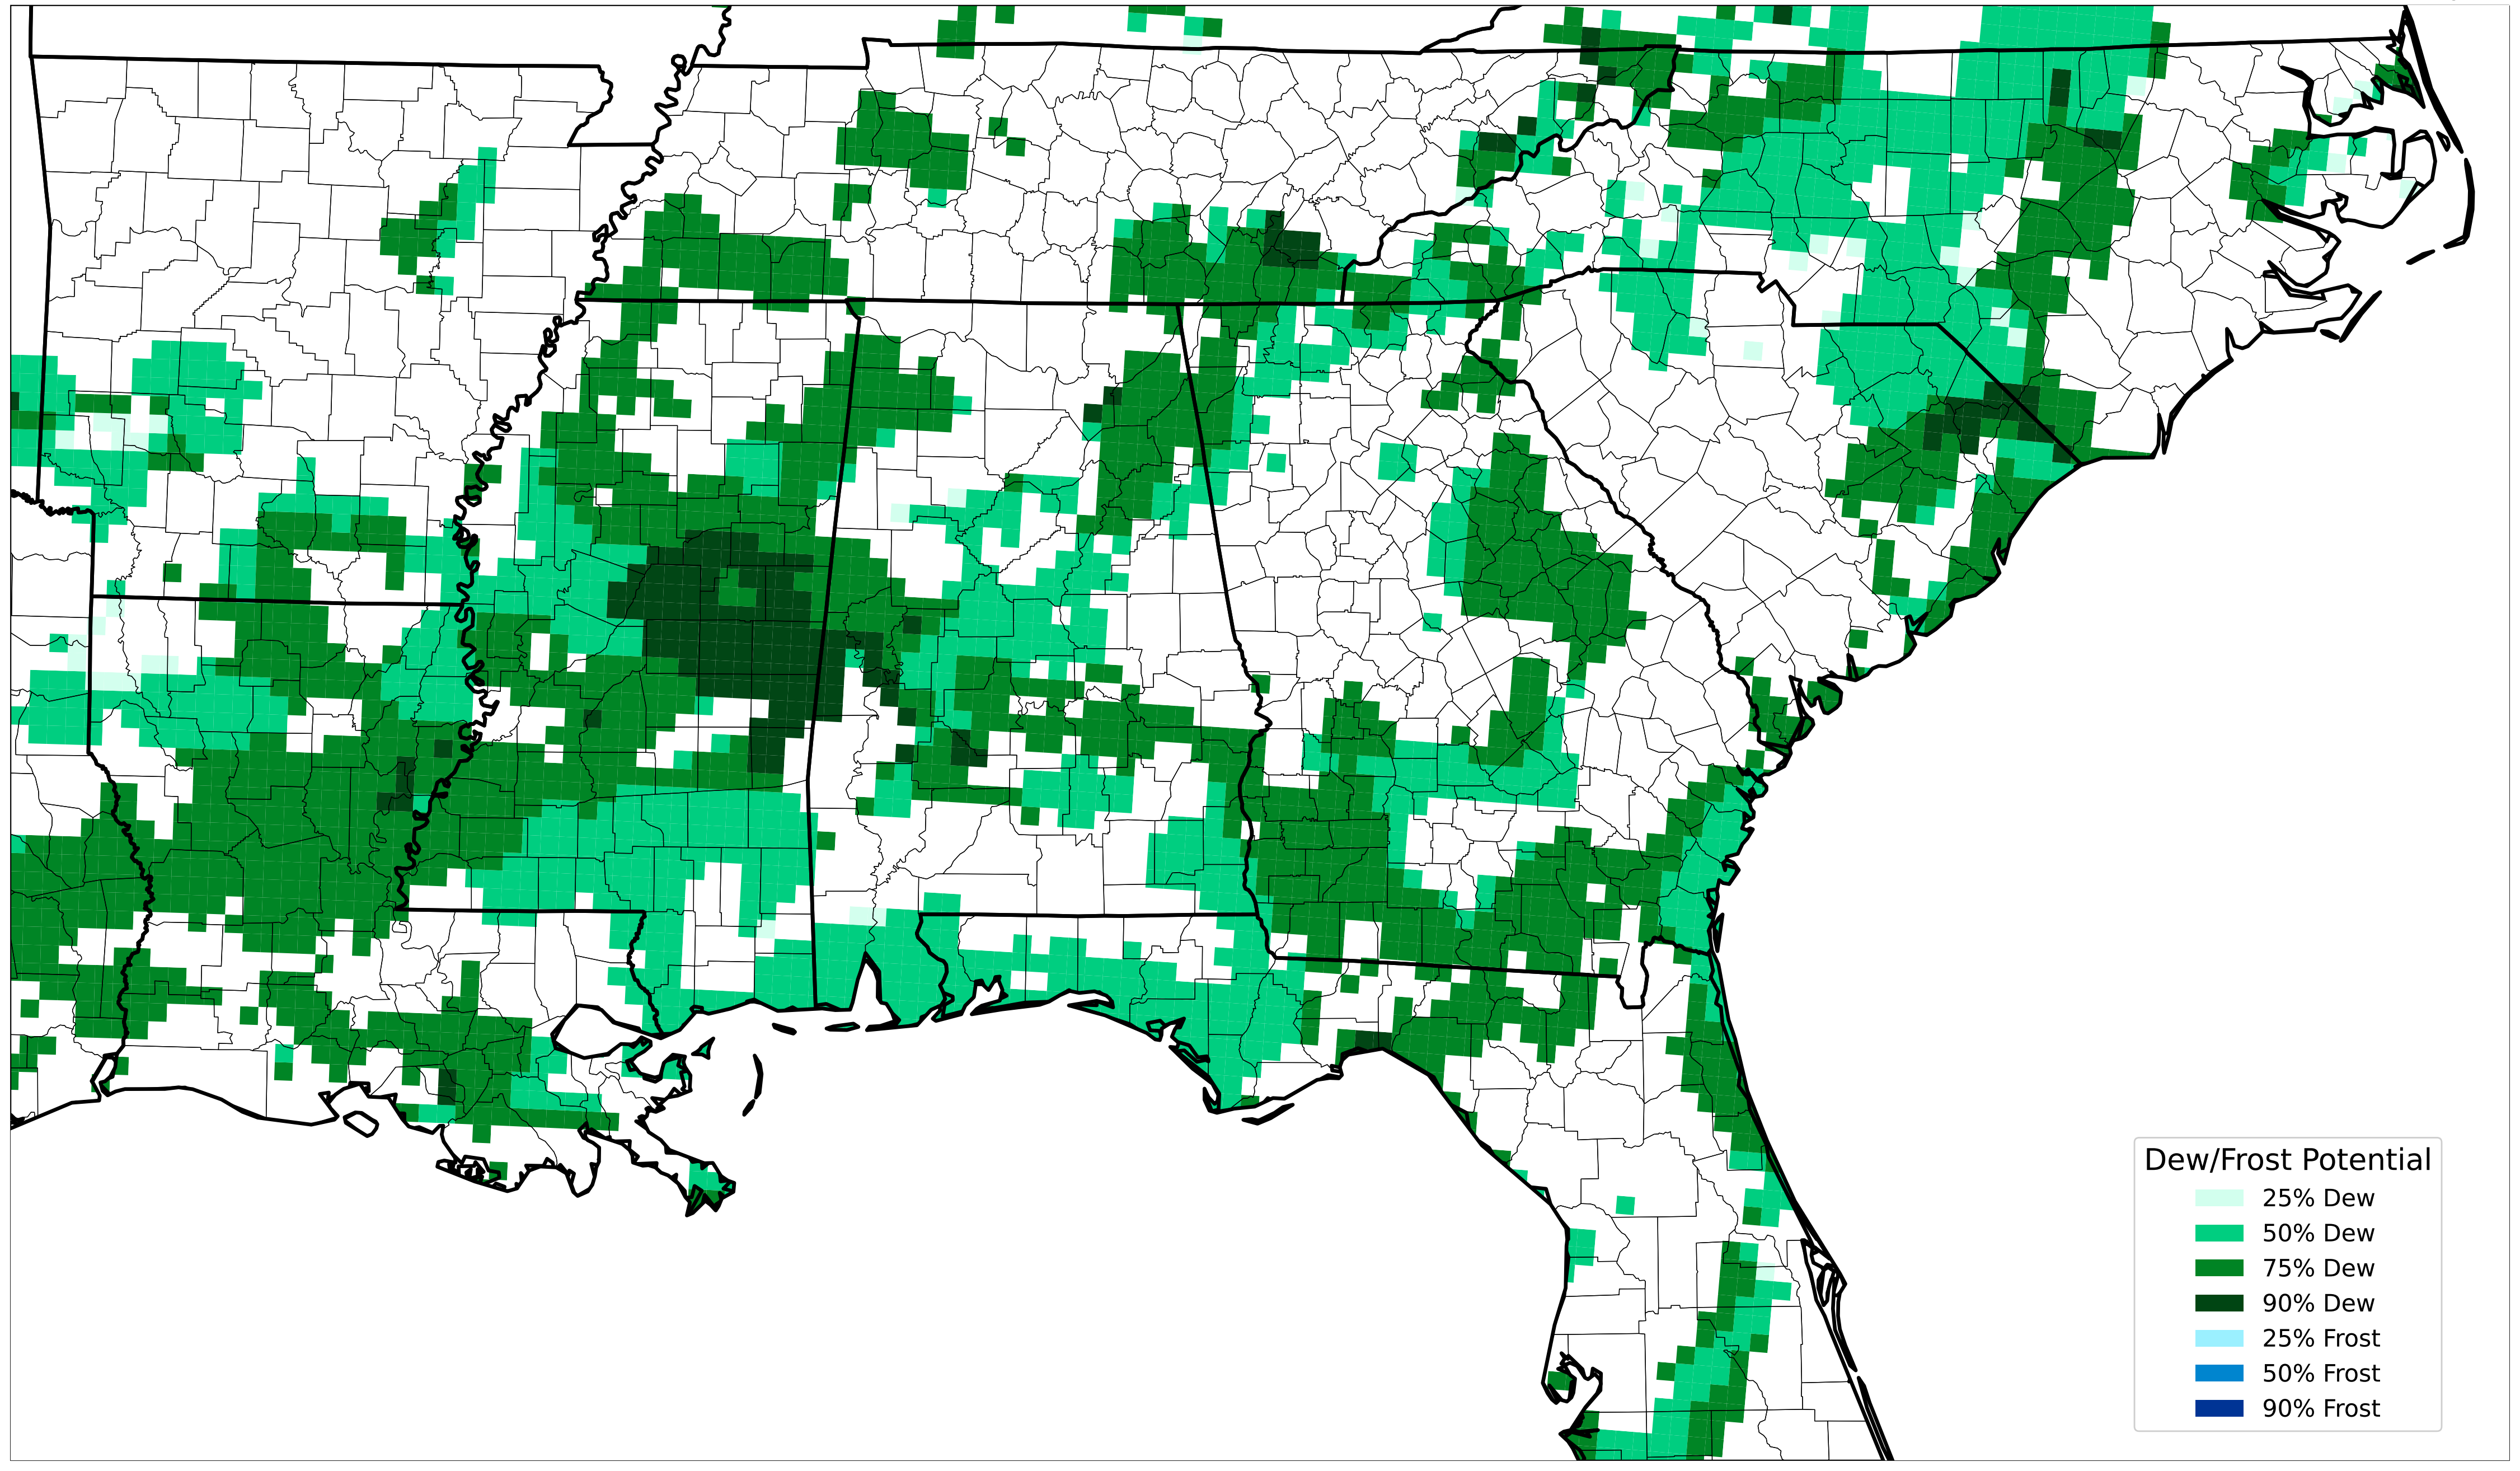 Dew/Frost Potential
25% Dew
50% Dew
75% Dew
90% Dew
25% Frost
50% Frost
90% Frost